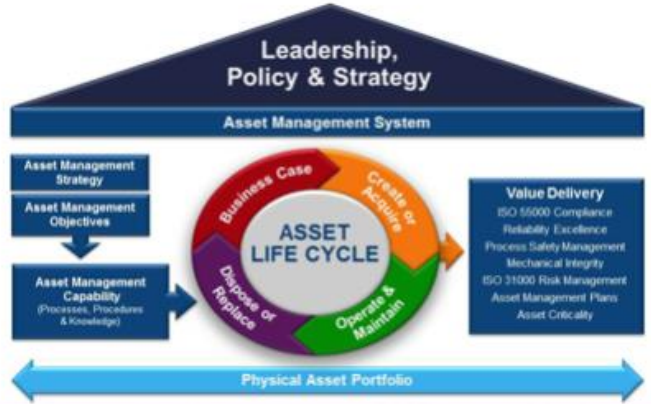 Leadership,
Policy & Strategy
Asset Management System
Asset Management
Strategy
Asset Management
Objectives
Asset Management
Capability
(Processes, Procedures
& Knowledge)
Business Case
Create or
Acquire
Operate &
Maintain
Dispose or
Replace
ASSET
LIFE CYCLE
Value Delivery
ISO 55000 Compliance
Reliability Excellence
Process Safety Management
Mechanical Integrity
ISO 31000 Risk Management
Asset Management Plans
Asset Criticality
Physical Asset Portfolio